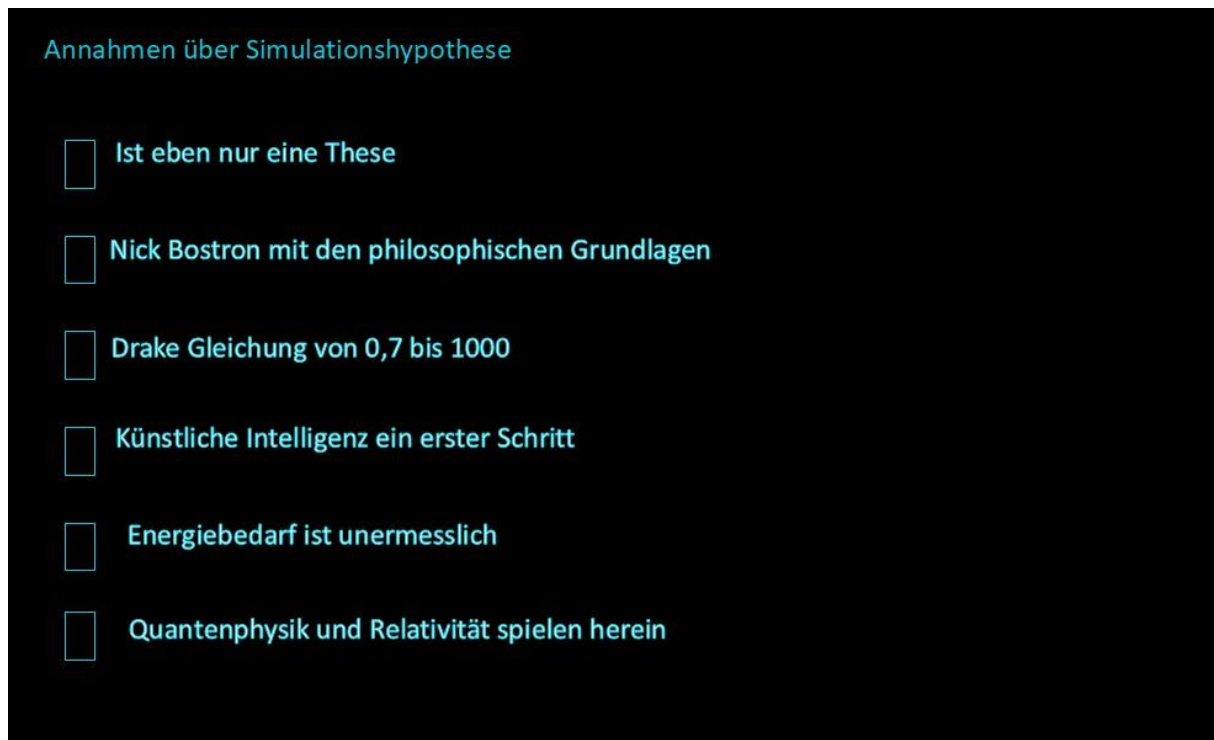 Annahmen über Simulationshypothese
Ist eben nur eine These
Nick Bostron mit den philosophischen Grundlagen
Drake Gleichung von 0,7 bis 1000
Künstliche Intelligenz ein erster Schritt
Energiebedarf ist unermesslich
Quantenphysik und Relativität spielen herein